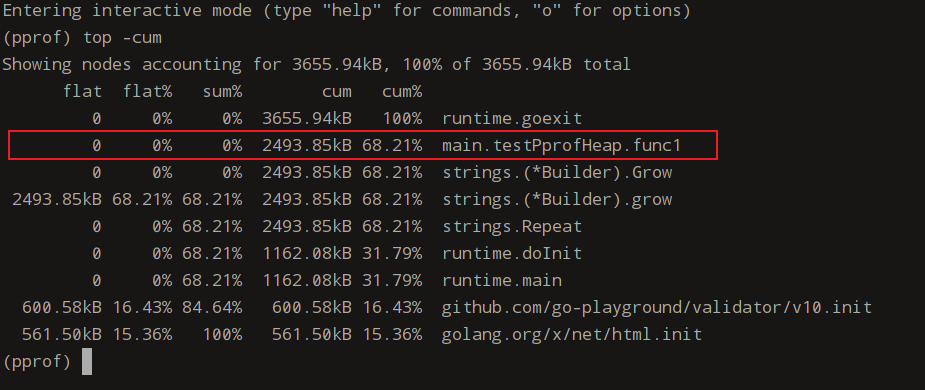 Entering interactive mode (type "help" for commands, "o" for options)
(pprof) top -cum
Showing nodes accounting for 3655.94kB, 100% of 3655.94kB total
      flat  flat%   sum%        cum   cum%
         0     0%     0%  3655.94kB   100%  runtime.goexit
         0     0%     0%  2493.85kB 68.21%  main.testPprofHeap.func1
         0     0%     0%  2493.85kB 68.21%  strings.(*Builder).Grow
 2493.85kB 68.21% 68.21%  2493.85kB 68.21%  strings.(*Builder).grow
         0     0% 68.21%  2493.85kB 68.21%  strings.Repeat
         0     0% 68.21%  1162.08kB 31.79%  runtime.doInit
         0     0% 68.21%  1162.08kB 31.79%  runtime.main
  600.58kB 16.43% 84.64%   600.58kB 16.43%  github.com/go-playground/validator/v10.init
  561.50kB 15.36%   100%   561.50kB 15.36%  golang.org/x/net/html.init
(pprof)